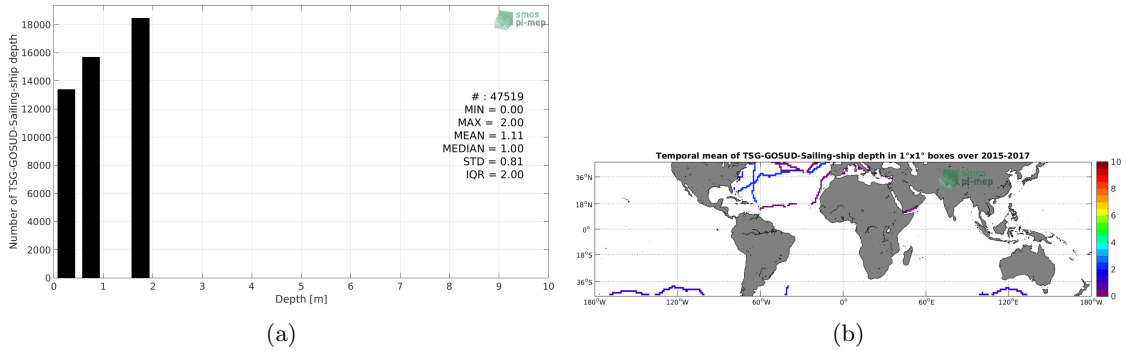 smos
pi-mep
Number of TSG-GOSUD-Sailing-ship depth
18000
16000
14000
12000
10000
8000
6000
4000
2000
0
# : 47519
MIN = 0.00
MAX = 2.00
MEAN = 1.11
MEDIAN = 1.00
STD = 0.81
IQR = 2.00
0 1 2 3 4 5 6 7 8 9 10
Depth [m]
(a)
Temporal mean of TSG-GOSUD-Sailing-ship depth in 1°x1° boxes over 2015-2017
smos
pi-mep
36°N
18°N
0°
18°S
36°S
180°W 120°W 60°W 0° 60°E 120°E 180°W
10
8
6
4
2
0
(b)